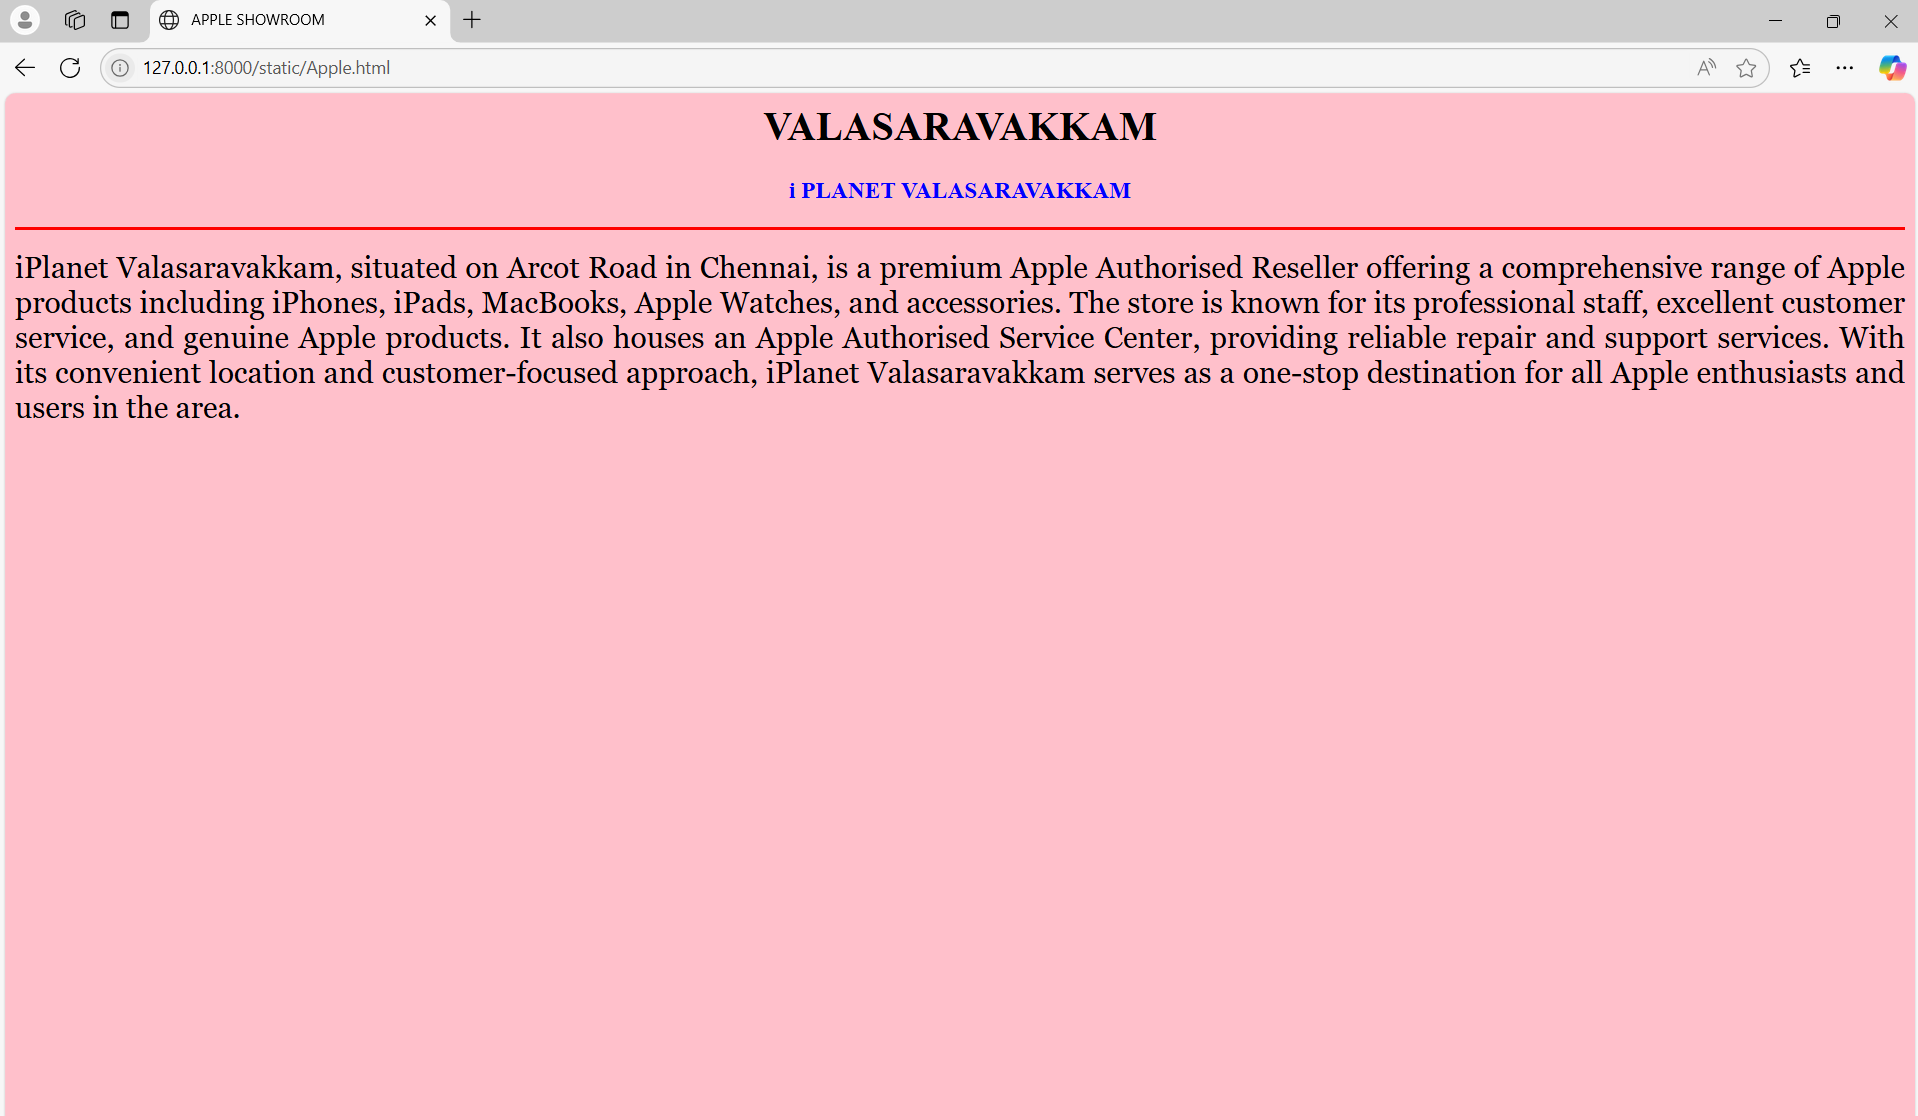 APPLE SHOWROOM
127.0.0.1:8000/static/Apple.html
VALASARAVAKKAM
i PLANET VALASARAVAKKAM
iPlanet Valasaravakkam, situated on Arcot Road in Chennai, is a premium Apple Authorised Reseller offering a comprehensive range of Apple
products including iPhones, iPads, MacBooks, Apple Watches, and accessories. The store is known for its professional staff, excellent customer
service, and genuine Apple products. It also houses an Apple Authorised Service Center, providing reliable repair and support services. With
its convenient location and customer-focused approach, iPlanet Valasaravakkam serves as a one-stop destination for all Apple enthusiasts and
users in the area.